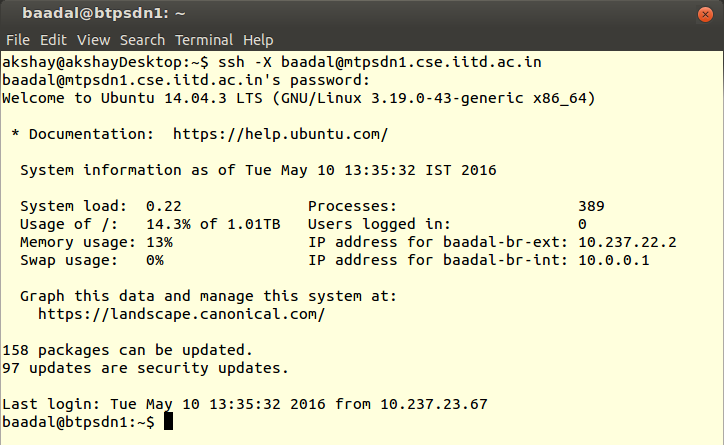 baadal@btpsdn1: ~
File Edit View Search Terminal Help
akshay@akshayDesktop:~$ ssh -X baadal@mtpsdn1.cse.iitd.ac.in
baadal@mtpsdn1.cse.iitd.ac.in's password:
Welcome to Ubuntu 14.04.3 LTS (GNU/Linux 3.19.0-43-generic x86_64)
* Documentation:  https://help.ubuntu.com/
System information as of Tue May 10 13:35:32 IST 2016
System load:  0.22                Processes:                    389
Usage of /:   14.3% of 1.01TB   Users logged in:              0
Memory usage: 13%               IP address for baadal-br-ext: 10.237.22.2
Swap usage:   0%                IP address for baadal-br-int: 10.0.0.1
Graph this data and manage this system at:
https://landscape.canonical.com/
158 packages can be updated.
97 updates are security updates.
Last login: Tue May 10 13:35:32 2016 from 10.237.23.67
baadal@btpsdn1:~$